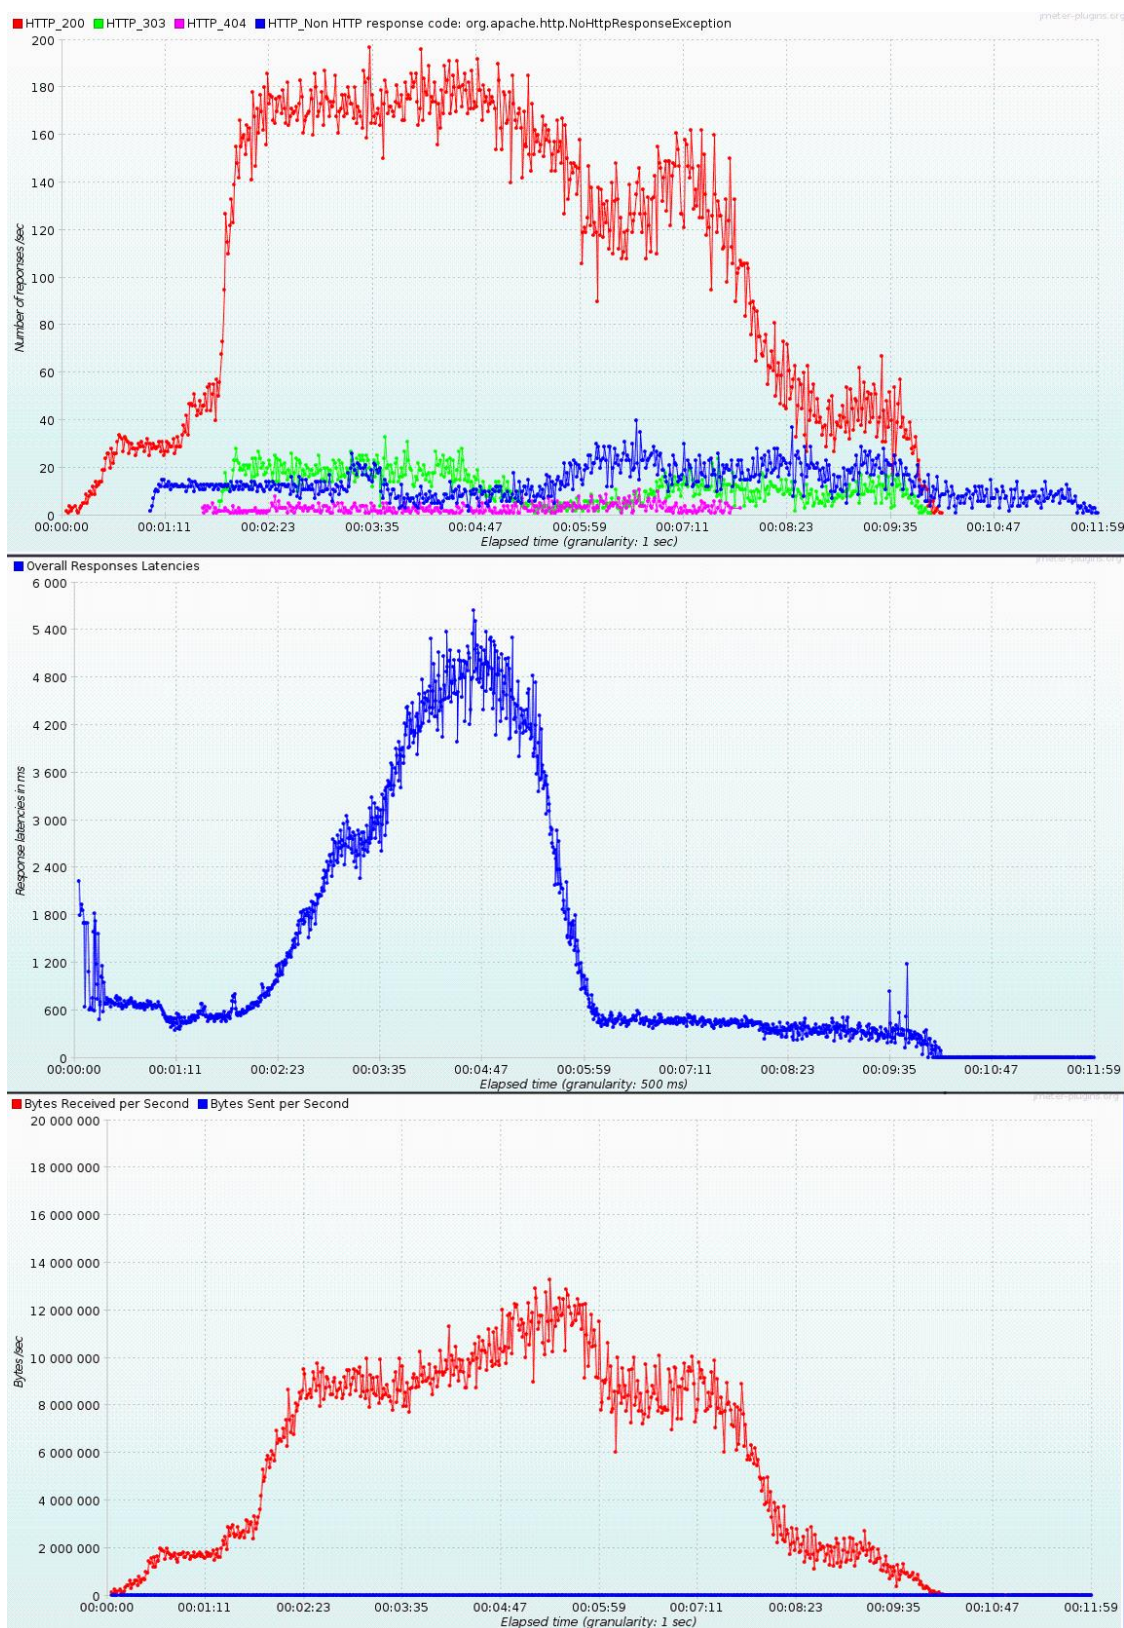 HTTP_200 HTTP_303 HTTP_404 HTTP_Non HTTP response code: org.apache.http.NoHttpResponseException
jmeter-plugins.org
200
180
160
140
120
100
80
60
40
20
0
Number of reponses /sec
00:00:00 00:01:11 00:02:23 00:03:35 00:04:47 00:05:59 00:07:11 00:08:23 00:09:35 00:10:47 00:11:59
Elapsed time (granularity: 1 sec)
Overall Responses Latencies
jmeter-plugins.org
6 000
5 400
4 800
4 200
3 600
3 000
2 400
1 800
1 200
600
0
Response latencies in ms
00:00:00 00:01:11 00:02:23 00:03:35 00:04:47 00:05:59 00:07:11 00:08:23 00:09:35 00:10:47 00:11:59
Elapsed time (granularity: 500 ms)
Bytes Received per Second Bytes Sent per Second
jmeter-plugins.org
20 000 000
18 000 000
16 000 000
14 000 000
12 000 000
10 000 000
8 000 000
6 000 000
4 000 000
2 000 000
0
Bytes /sec
00:00:00 00:01:11 00:02:23 00:03:35 00:04:47 00:05:59 00:07:11 00:08:23 00:09:35 00:10:47 00:11:59
Elapsed time (granularity: 1 sec)